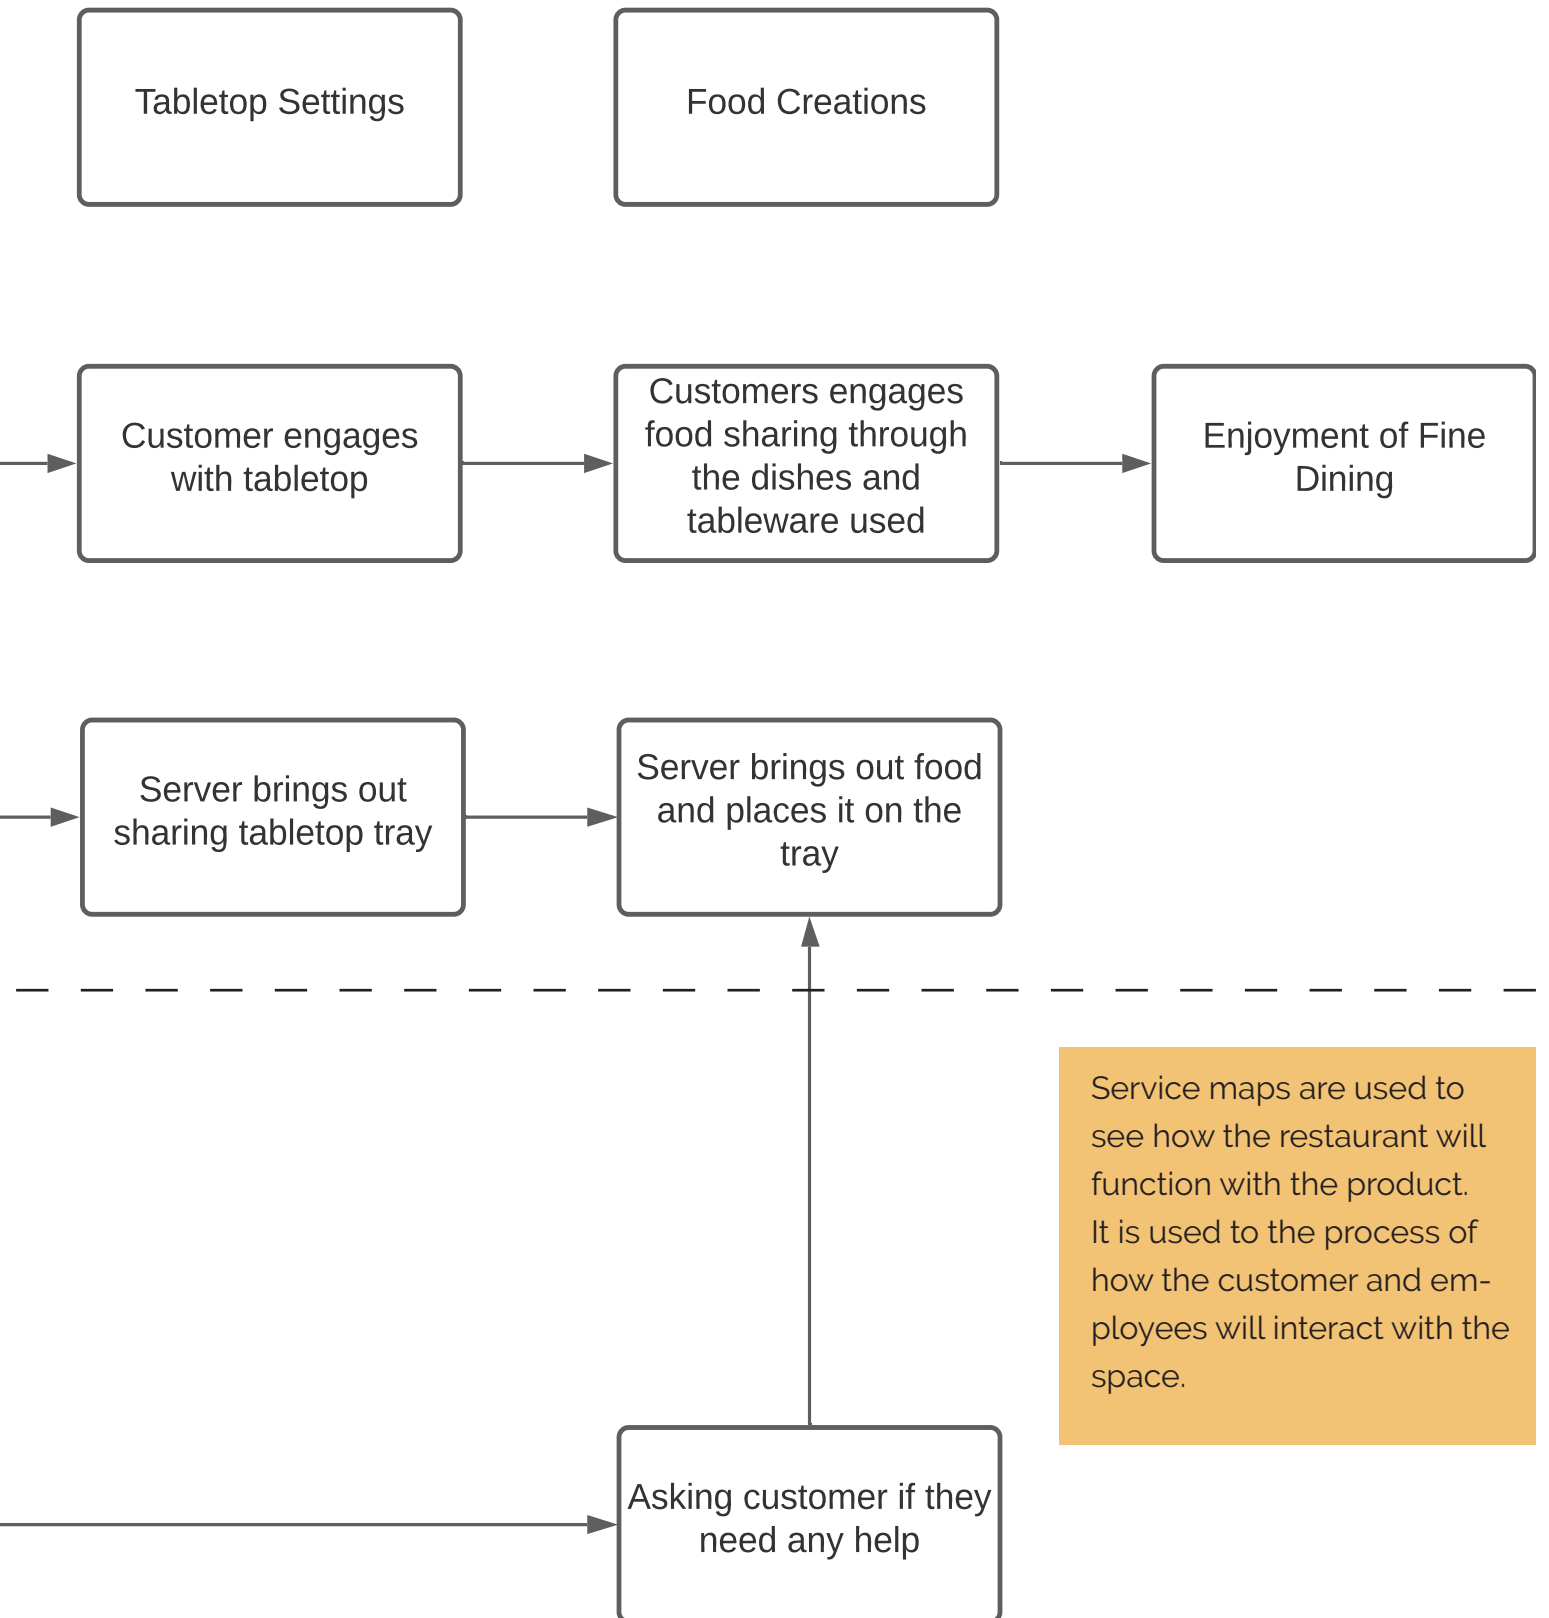 Tabletop Settings
Food Creations
Customer engages
with tabletop
Customers engages
food sharing through
the dishes and
tableware used
Enjoyment of Fine
Dining
Server brings out
sharing tabletop tray
Server brings out food
and places it on the
tray
Service maps are used to
see how the restaurant will
function with the product.
It is used to the process of
how the customer and em-
ployees will interact with the
space.
Asking customer if they
need any help